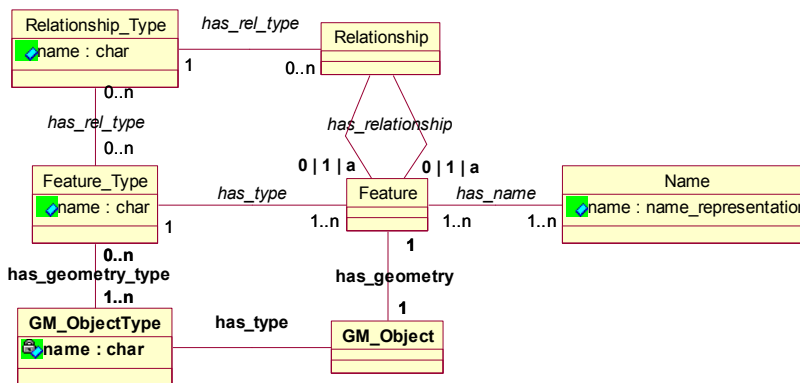 Relationship_Type
name : char
has_rel_type
1
0..n
Relationship
0..n
has_rel_type
0..n
has_relationship
0 | 1 | a
0 | 1 | a
Feature_Type
name : char
1
has_type
1..n
Feature
has_name
1..n
1..n
Name
name : name_representation
0..n
has_geometry_type
1..n
1
has_geometry
1
GM_ObjectType
name : char
has_type
GM_Object